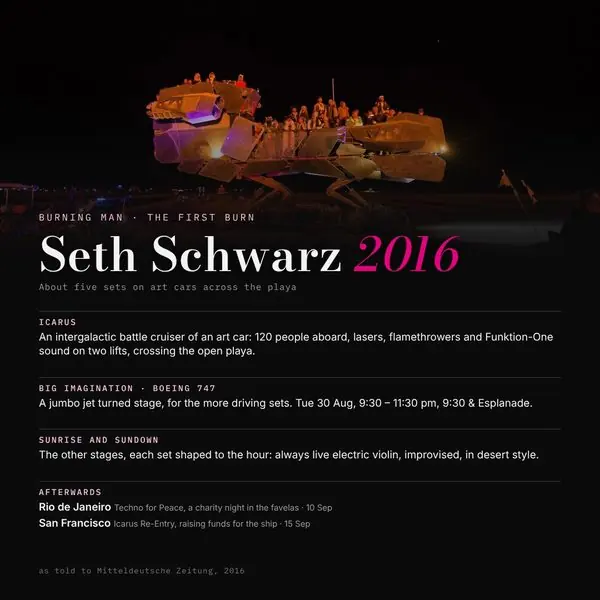 BURNING MAN · THE FIRST BURN
Seth Schwarz 2016
About five sets on art cars across the playa
ICARUS
An intergalactic battle cruiser of an art car: 120 people aboard, lasers, flamethrowers and Funktion-One
sound on two lifts, crossing the open playa.
BIG IMAGINATION · BOEING 747
A jumbo jet turned stage, for the more driving sets. Tue 30 Aug, 9:30 – 11:30 pm, 9:30 & Esplanade.
SUNRISE AND SUNDOWN
The other stages, each set shaped to the hour: always live electric violin, improvised, in desert style.
AFTERWARDS
Rio de Janeiro Techno for Peace, a charity night in the favelas · 10 Sep
San Francisco Icarus Re-Entry, raising funds for the ship · 15 Sep
as told to Mitteldeutsche Zeitung, 2016